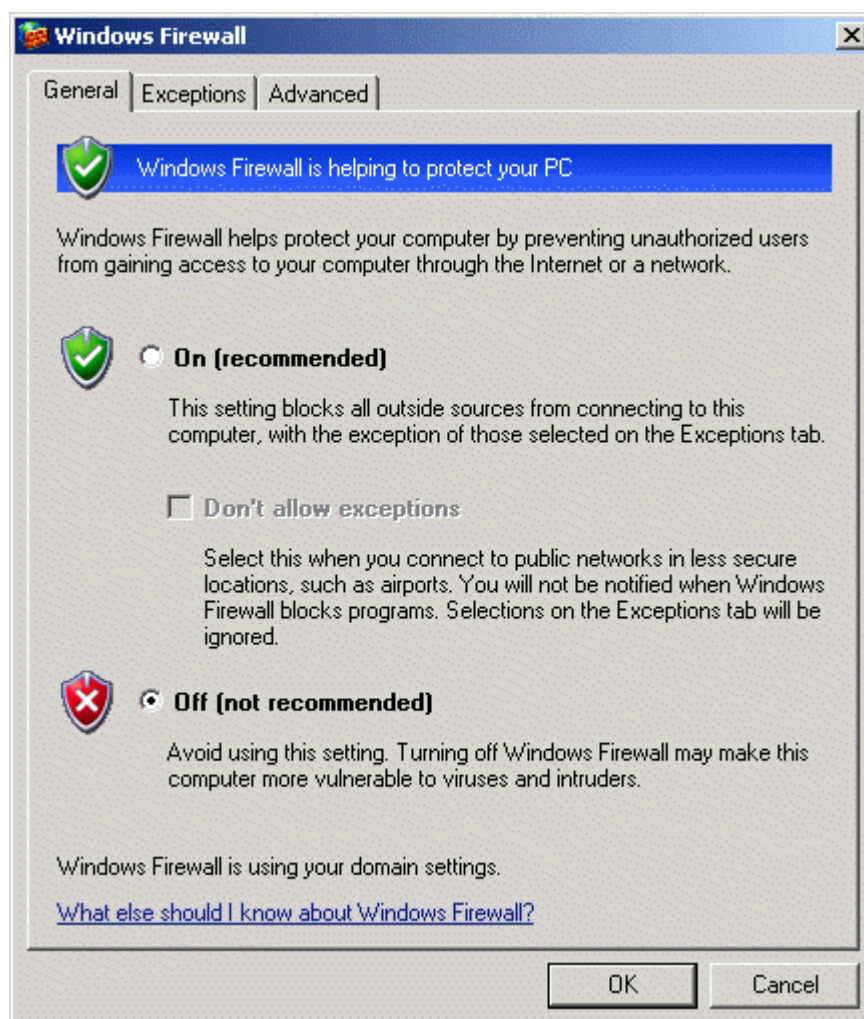 Windows Firewall
General
Exceptions
Advanced
Windows Firewall is helping to protect your PC
Windows Firewall helps protect your computer by preventing unauthorized users
from gaining access to your computer through the Internet or a network.
On (recommended)
This setting blocks all outside sources from connecting to this
computer, with the exception of those selected on the Exceptions tab.
Don't allow exceptions
Select this when you connect to public networks in less secure
locations, such as airports. You will not be notified when Windows
Firewall blocks programs. Selections on the Exceptions tab will be
ignored.
Off (not recommended)
Avoid using this setting. Turning off Windows Firewall may make this
computer more vulnerable to viruses and intruders.
Windows Firewall is using your domain settings.
What else should I know about Windows Firewall?
OK
Cancel